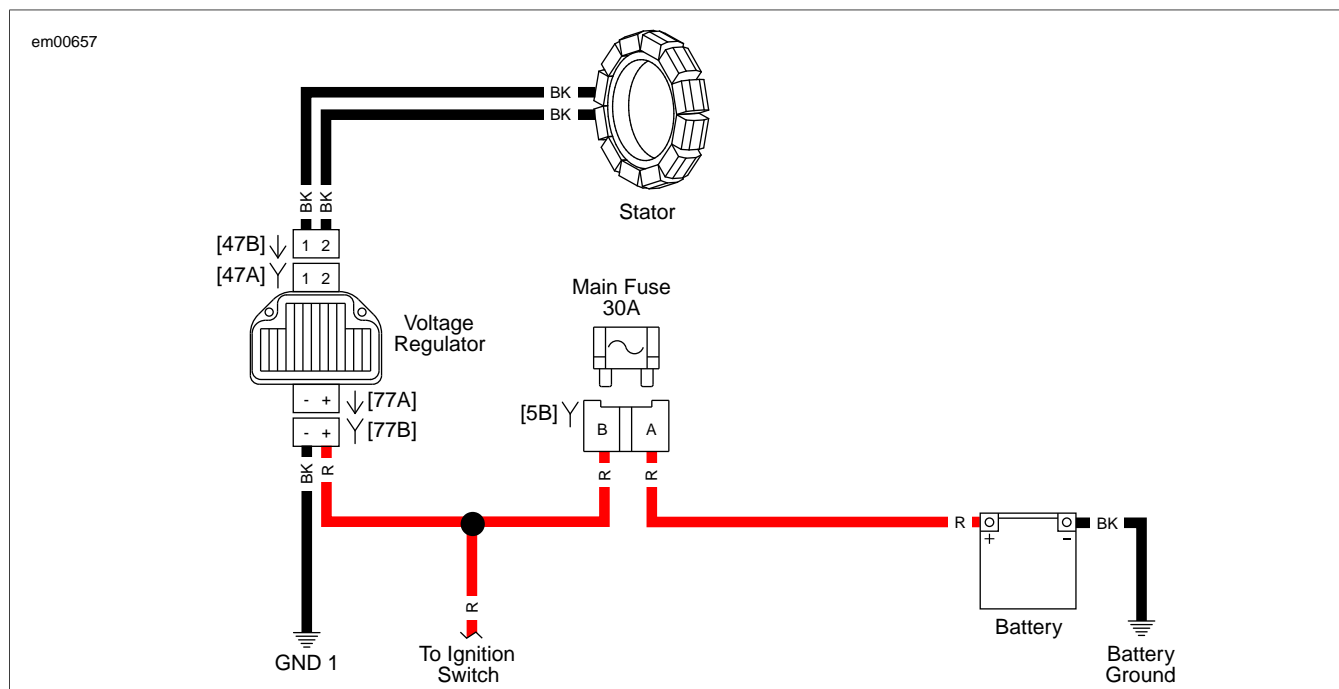 em00657
BK
BK
Stator
BK
BK
[47B]
1 2
[47A]
1 2
Voltage
Regulator
Main Fuse
30A
- +
[77A]
- +
[77B]
[5B]
B
A
BK
R
R
R
R
BK
+
-
R
GND 1
To Ignition
Switch
Battery
Battery
Ground